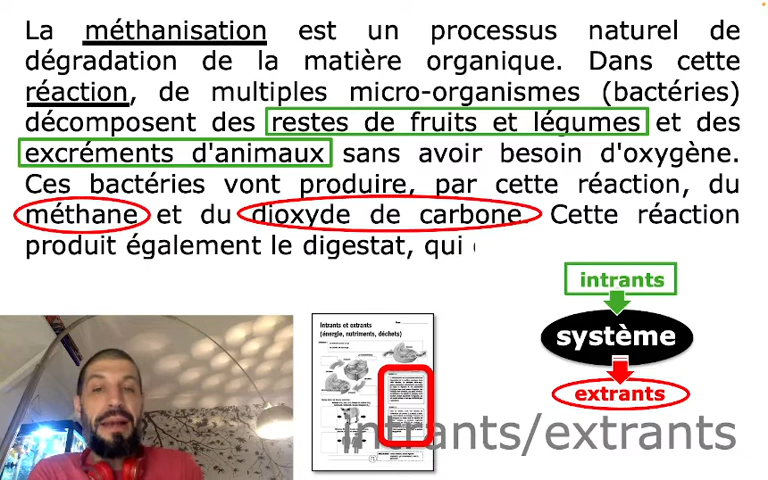 La méthanisation est un processus naturel de
dégradation de la matière organique. Dans cette
réaction, de multiples micro-organismes (bactéries)
décomposent des restes de fruits et légumes et des
excréments d'animaux sans avoir besoin d'oxygène.
Ces bactéries vont produire, par cette réaction, du
méthane et du dioxyde de carbone. Cette réaction
produit également le digestat, qui
intrants
système
extrants
Intrants et extrants
(énergie, nutriments, déchets)
intrants/extrants